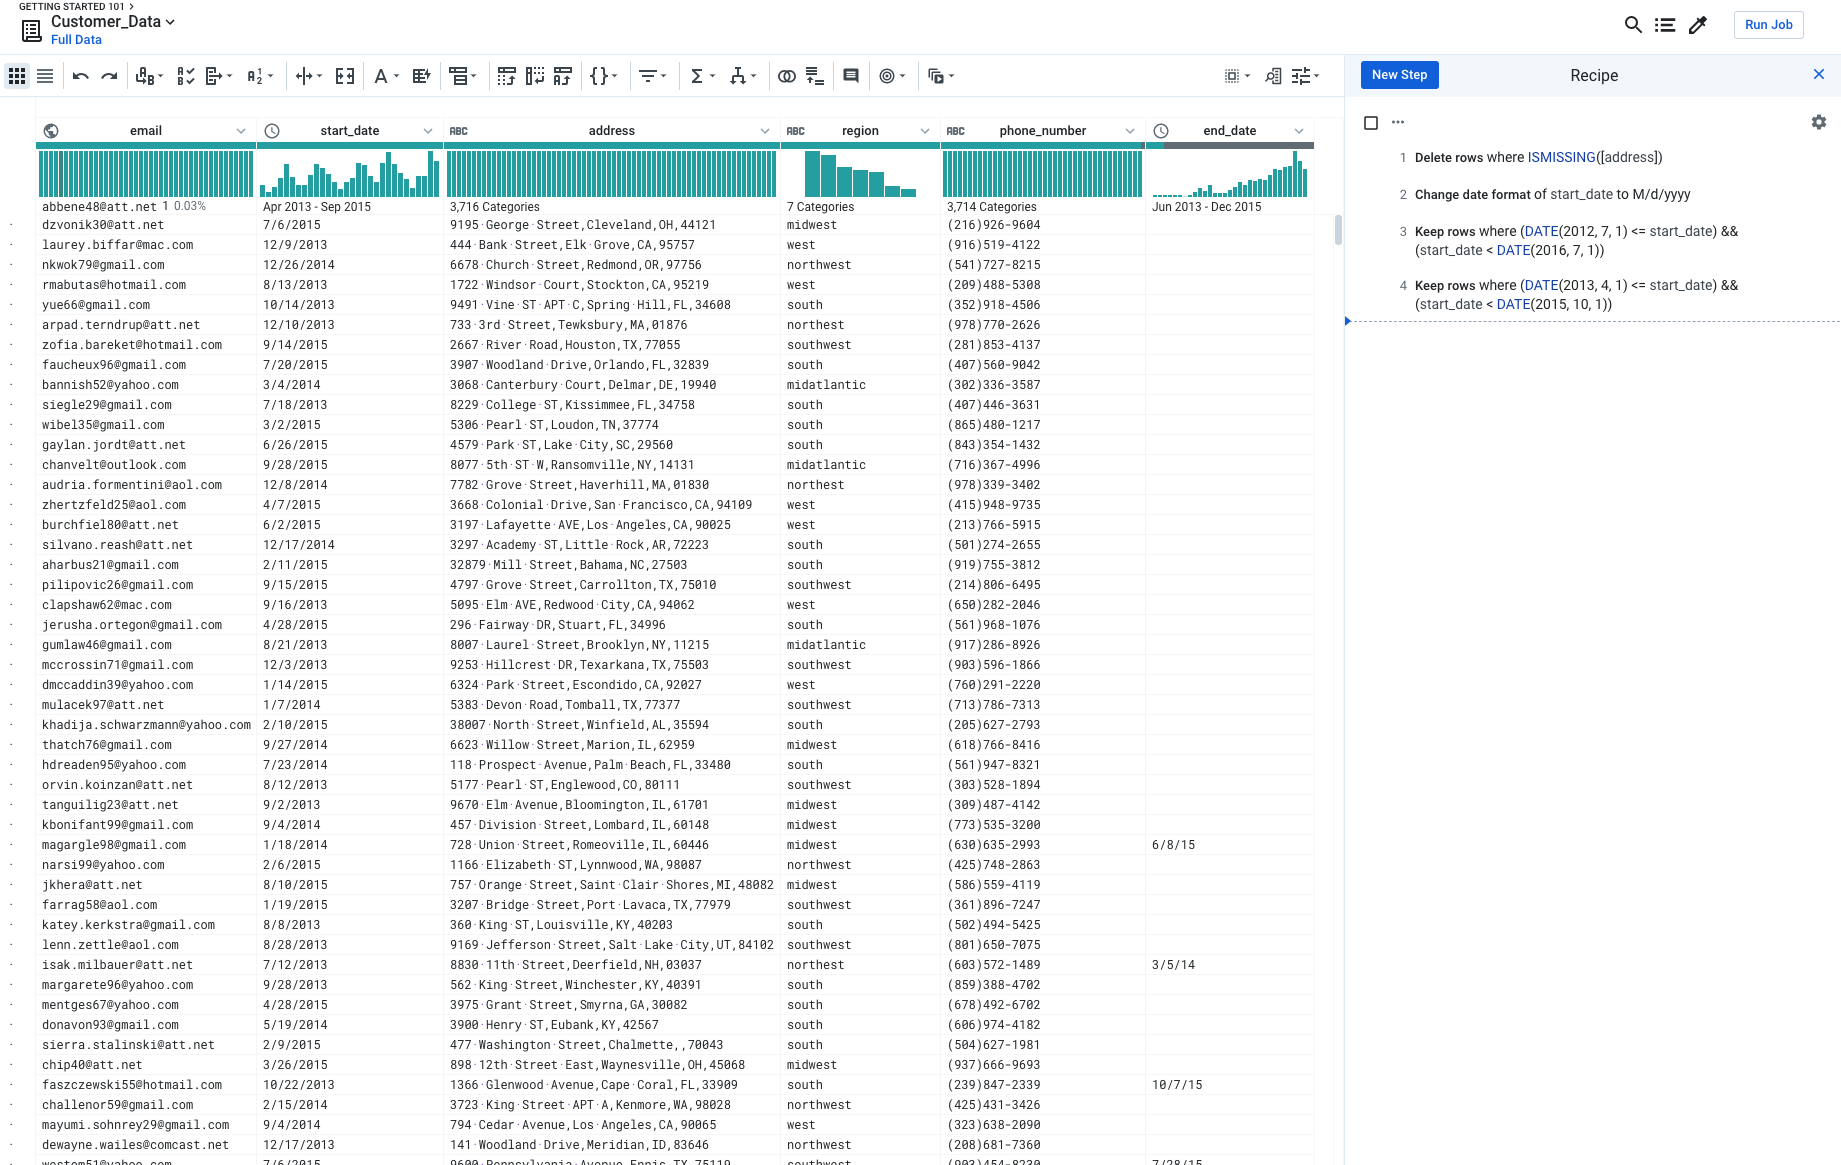 GETTING STARTED 101 >
Customer_Data
Full Data
Run Job
New Step
Recipe
email
start_date
ABC address
ABC region
ABC phone_number
end_date
abbene48@att.net 1 0.03%
Apr 2013 - Sep 2015
3,716 Categories
7 Categories
3,714 Categories
Jun 2013 - Dec 2015
dzvonik30@att.net 7/6/2015 9195·George·Street,Cleveland,OH,44121 midwest (216)926-9604
laurey.biffar@mac.com 12/9/2013 444·Bank·Street,Elk·Grove,CA,95757 west (916)519-4122
nkwok79@gmail.com 12/26/2014 6678·Church·Street,Redmond,OR,97756 northwest (541)727-8215
rmabutas@hotmail.com 8/13/2013 1722·Windsor·Court,Stockton,CA,95219 west (209)488-5308
yue66@gmail.com 10/14/2013 9491·Vine·ST·APT·C,Spring·Hill,FL,34608 south (352)918-4506
arpad.terndrup@att.net 12/10/2013 733·3rd·Street,Tewksbury,MA,01876 northest (978)770-2626
zofia.bareket@hotmail.com 9/14/2015 2667·River·Road,Houston,TX,77055 southwest (281)853-4137
faucheux96@gmail.com 7/20/2015 3907·Woodland·Drive,Orlando,FL,32839 south (407)560-9042
bannish52@yahoo.com 3/4/2014 3068·Canterbury·Court,Delmar,DE,19940 midatlantic (302)336-3587
siegle29@gmail.com 7/18/2013 8229·College·ST,Kissimmee,FL,34758 south (407)446-3631
wibel35@gmail.com 3/2/2015 5306·Pearl·ST,Loudon,TN,37774 south (865)480-1217
gaylan.jordt@att.net 6/26/2015 4579·Park·ST,Lake·City,SC,29560 south (843)354-1432
chanvelt@outlook.com 9/28/2015 8077·5th·ST·W,Ransomville,NY,14131 midatlantic (716)367-4996
audria.formentini@aol.com 12/8/2014 7782·Grove·Street,Haverhill,MA,01830 northest (978)339-3402
zhertzfeld25@aol.com 4/7/2015 3668·Colonial·Drive,San·Francisco,CA,94109 west (415)948-9735
burchfiel80@att.net 6/2/2015 3197·Lafayette·AVE,Los·Angeles,CA,90025 west (213)766-5915
silvano.reash@att.net 12/17/2014 3297·Academy·ST,Little·Rock,AR,72223 south (501)274-2655
aharbus21@gmail.com 2/11/2015 32879·Mill·Street,Bahama,NC,27503 south (919)755-3812
pilipovic26@gmail.com 9/15/2015 4797·Grove·Street,Carrollton,TX,75010 southwest (214)806-6495
clapshaw62@mac.com 9/16/2013 5095·Elm·AVE,Redwood·City,CA,94062 west (650)282-2046
jerusha.ortegon@gmail.com 4/28/2015 296·Fairway·DR,Stuart,FL,34996 south (561)968-1076
gumlaw46@gmail.com 8/21/2013 8007·Laurel·Street,Brooklyn,NY,11215 midatlantic (917)286-8926
mccrossin71@gmail.com 12/3/2013 9253·Hillcrest·DR,Texarkana,TX,75503 southwest (903)596-1866
dmccaddin39@yahoo.com 1/14/2015 6324·Park·Street,Escondido,CA,92027 west (760)291-2220
mulacek97@att.net 1/7/2014 5383·Devon·Road,Tomball,TX,77377 southwest (713)786-7313
khadija.schwarzmann@yahoo.com 2/10/2015 38007·North·Street,Winfield,AL,35594 south (205)627-2793
thatch76@gmail.com 9/27/2014 6623·Willow·Street,Marion,IL,62959 midwest (618)766-8416
hdreaden95@yahoo.com 7/23/2014 118·Prospect·Avenue,Palm·Beach,FL,33480 south (561)947-8321
orvin.koinzan@att.net 8/12/2013 5177·Pearl·ST,Englewood,CO,80111 southwest (303)528-1894
tanguilig23@att.net 9/2/2013 9670·Elm·Avenue,Bloomington,IL,61701 midwest (309)487-4142
kbonifant99@gmail.com 9/4/2014 457·Division·Street,Lombard,IL,60148 midwest (773)535-3200
magargle98@gmail.com 1/18/2014 728·Union·Street,Romeoville,IL,60446 midwest (630)635-2993 6/8/15
narsi99@yahoo.com 2/6/2015 1166·Elizabeth·ST,Lynnwood,WA,98087 northwest (425)748-2863
jkhera@att.net 8/10/2015 757·Orange·Street,Saint·Clair·Shores,MI,48082 midwest (586)559-4119
farrag58@aol.com 1/19/2015 3207·Bridge·Street,Port·Lavaca,TX,77979 southwest (361)896-7247
katey.kerkstra@gmail.com 8/8/2013 360·King·ST,Louisville,KY,40203 south (502)494-5425
lenn.zettle@aol.com 8/28/2013 9169·Jefferson·Street,Salt·Lake·City,UT,84102 southwest (801)650-7075
isak.milbauer@att.net 7/12/2013 8830·11th·Street,Deerfield,NH,03037 northest (603)572-1489 3/5/14
margarete96@yahoo.com 9/28/2013 562·King·Street,Winchester,KY,40391 south (859)388-4702
mentges67@yahoo.com 4/28/2015 3975·Grant·Street,Smyrna,GA,30082 south (678)492-6702
donavon93@gmail.com 5/19/2014 3900·Henry·ST,Eubank,KY,42567 south (606)974-4182
sierra.stalinski@att.net 2/9/2015 477·Washington·Street,Chalmette,,70043 south (504)627-1981
chip40@att.net 3/26/2015 898·12th·Street·East,Waynesville,OH,45068 midwest (937)666-9693
faszczewski55@hotmail.com 10/22/2013 1366·Glenwood·Avenue,Cape·Coral,FL,33909 south (239)847-2339 10/7/15
challenor59@gmail.com 2/15/2014 3723·King·Street·APT·A,Kenmore,WA,98028 northwest (425)431-3426
mayumi.sohnrey29@gmail.com 9/4/2014 794·Cedar·Avenue,Los·Angeles,CA,90065 west (323)638-2090
dewayne.wailes@comcast.net 12/17/2013 141·Woodland·Drive,Meridian,ID,83646 northwest (208)681-7360
westom51@yahoo.com 7/6/2015 9600·Pennsylvania·Avenue,Ennis,TX,75119 southwest (903)454-8230 7/28/15
1 Delete rows where ISMISSING([address])
2 Change date format of start_date to M/d/yyyy
3 Keep rows where (DATE(2012, 7, 1) <= start_date) &&
(start_date < DATE(2016, 7, 1))
4 Keep rows where (DATE(2013, 4, 1) <= start_date) &&
(start_date < DATE(2015, 10, 1))